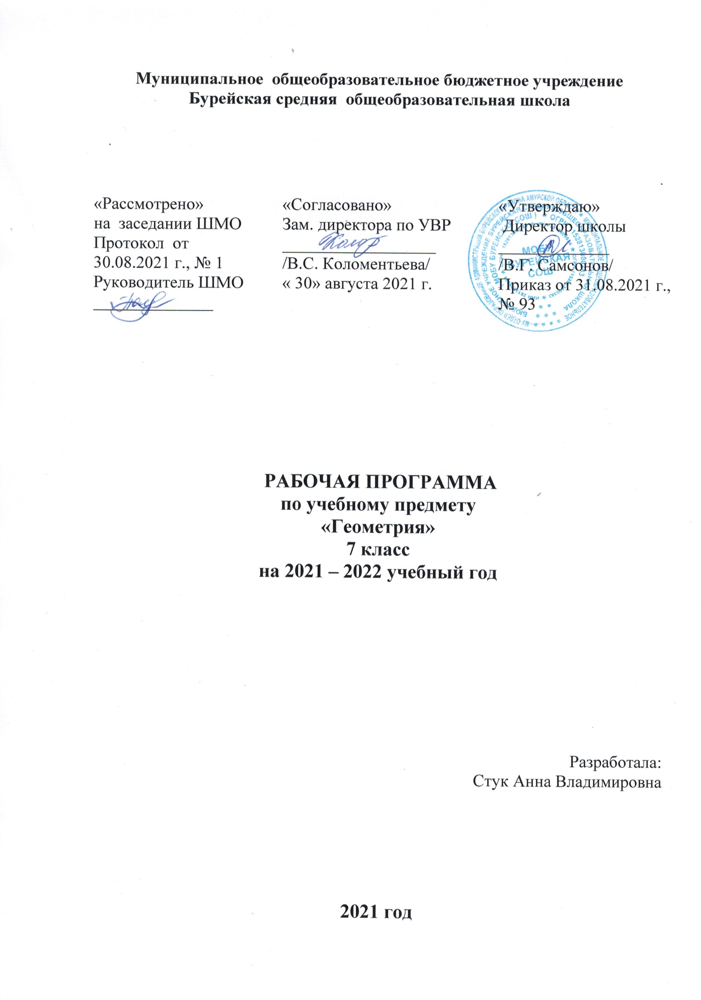 Муниципальное общеобразовательное бюджетное учреждение
Бурейская средняя общеобразовательная школа
«Рассмотрено»
на заседании ШМО
Протокол от
30.08.2021 г., № 1
Руководитель ШМО
«Согласовано»
Зам. директора по УВР
/В.С. Коломентьева/
« 30» августа 2021 г.
«Утверждаю»
Директор школы
/В.Г. Самсонов/
Приказ от 31.08.2021 г.,
№ 93
МОБУ
БУРЕЙСКАЯ
СОШ
РАБОЧАЯ ПРОГРАММА
по учебному предмету
«Геометрия»
7 класс
на 2021 – 2022 учебный год
Разработала:
Стук Анна Владимировна
2021 год